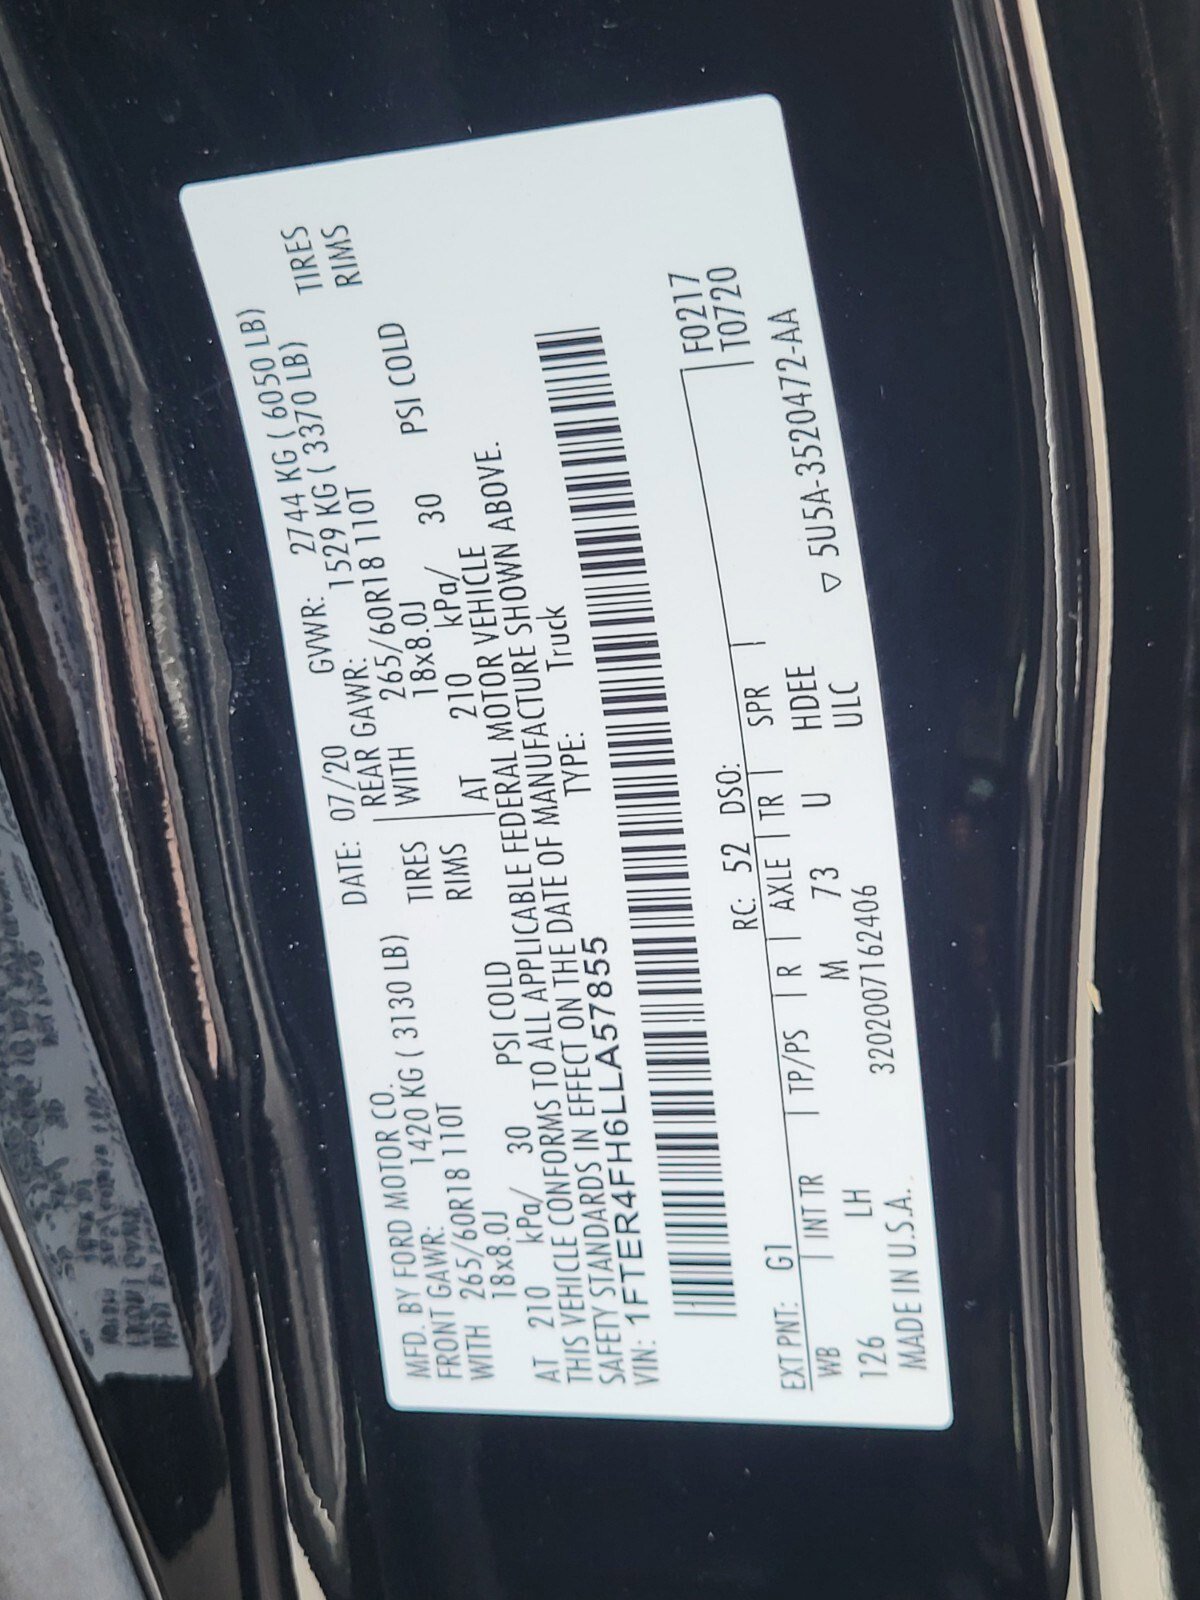 MFD. BY FORD MOTOR CO. DATE: 07/20 GVWR: 2744 KG ( 6050 LB)
FRONT GAWR: 1420 KG ( 3130 LB) REAR GAWR: 1529 KG ( 3370 LB)
WITH 265/60R18 110T TIRES WITH 265/60R18 110T TIRES
18x8.0J RIMS 18x8.0J RIMS
AT 210 kPa/ 30 PSI COLD AT 210 kPa/ 30 PSI COLD
THIS VEHICLE CONFORMS TO ALL APPLICABLE FEDERAL MOTOR VEHICLE
SAFETY STANDARDS IN EFFECT ON THE DATE OF MANUFACTURE SHOWN ABOVE.
VIN: 1FTER4FH6LLA57855 TYPE: Truck
F0217
T0720
EXT PNT: G1 RC: 52 DSO:
WB INT TR TP/PS R AXLE TR SPR
126 LH M 73 U HDEE
ULC
MADE IN U.S.A. 3202007162406 ▽ 5U5A-3520472-AA